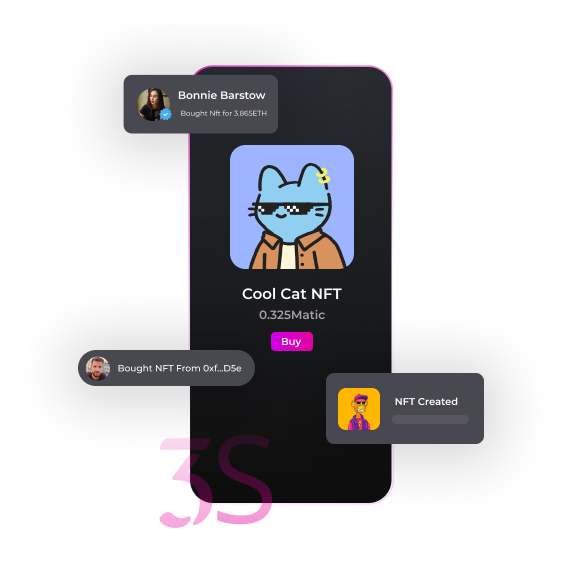 Bonnie Barstow
Bought Nft for 3.865ETH
3
Cool Cat NFT
0.325Matic
Buy
Bought NFT From 0xf...D5e
NFT Created
3S